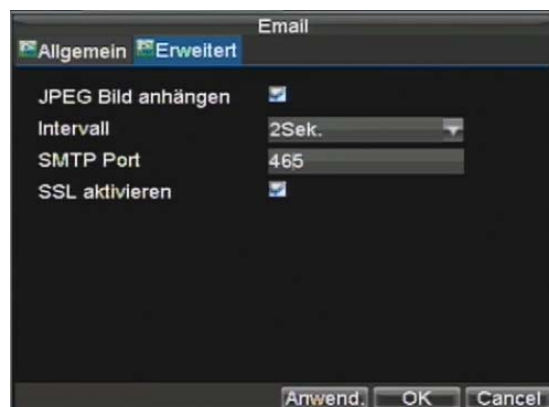 Email
Allgemein Erweitert
JPEG Bild anhängen
Intervall 2Sek.
SMTP Port 465
SSL aktivieren
Anwend. OK Cancel